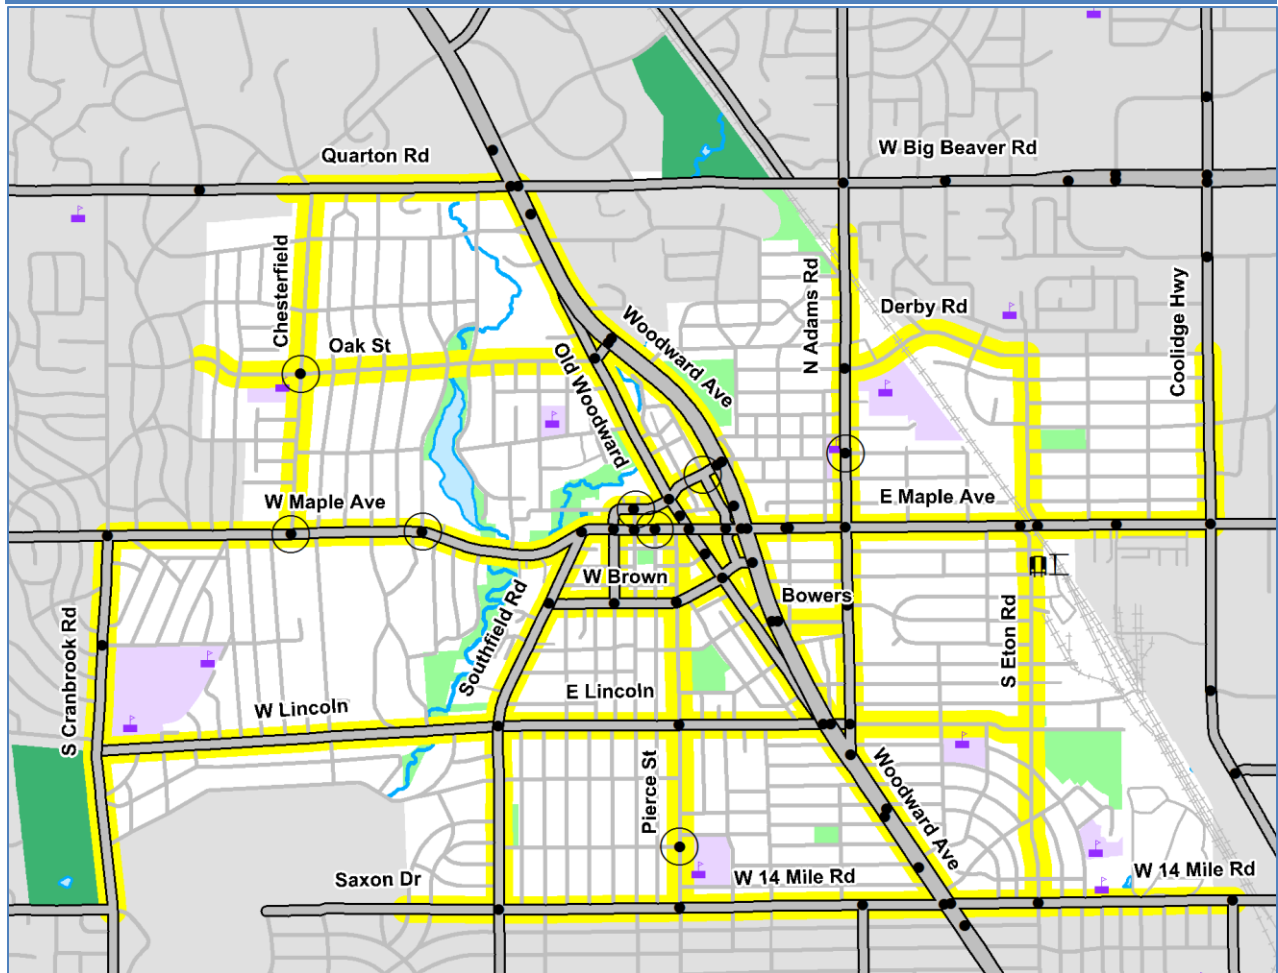 W Big Beaver Rd
Quarton Rd
Chesterfield
N Adams Rd
Coolidge Hwy
Derby Rd
Woodward Ave
Oak St
Old Woodward
W Maple Ave
E Maple Ave
W Brown
Bowers
S Cranbrook Rd
Southfield Rd
S Eton Rd
E Lincoln
W Lincoln
Pierce St
Woodward Ave
Saxon Dr
W 14 Mile Rd
W 14 Mile Rd